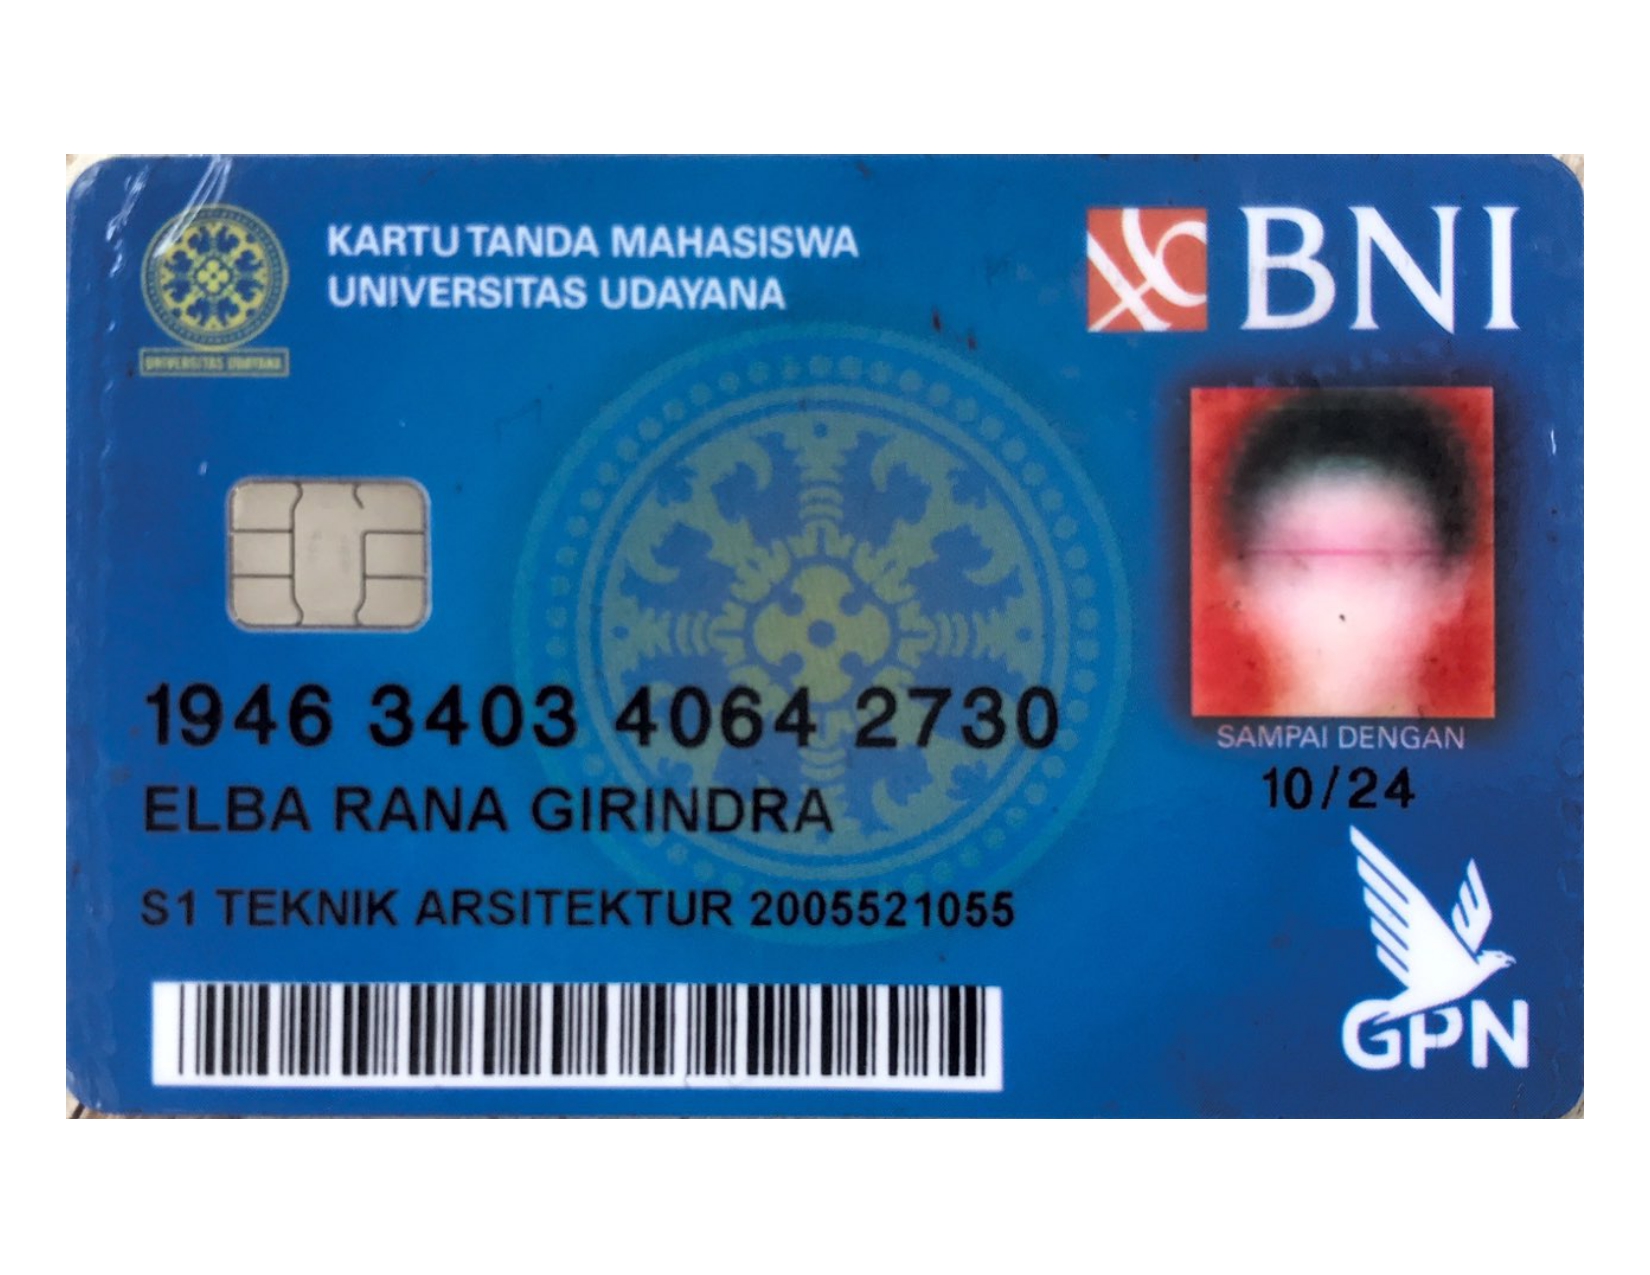 KARTU TANDA MAHASISWA
UNIVERSITAS UDAYANA
UNIVERSITAS UDAYANA
BNI
1946 3403 4064 2730
SAMPAI DENGAN
10/24
ELBA RANA GIRINDRA
S1 TEKNIK ARSITEKTUR 2005521055
GPN